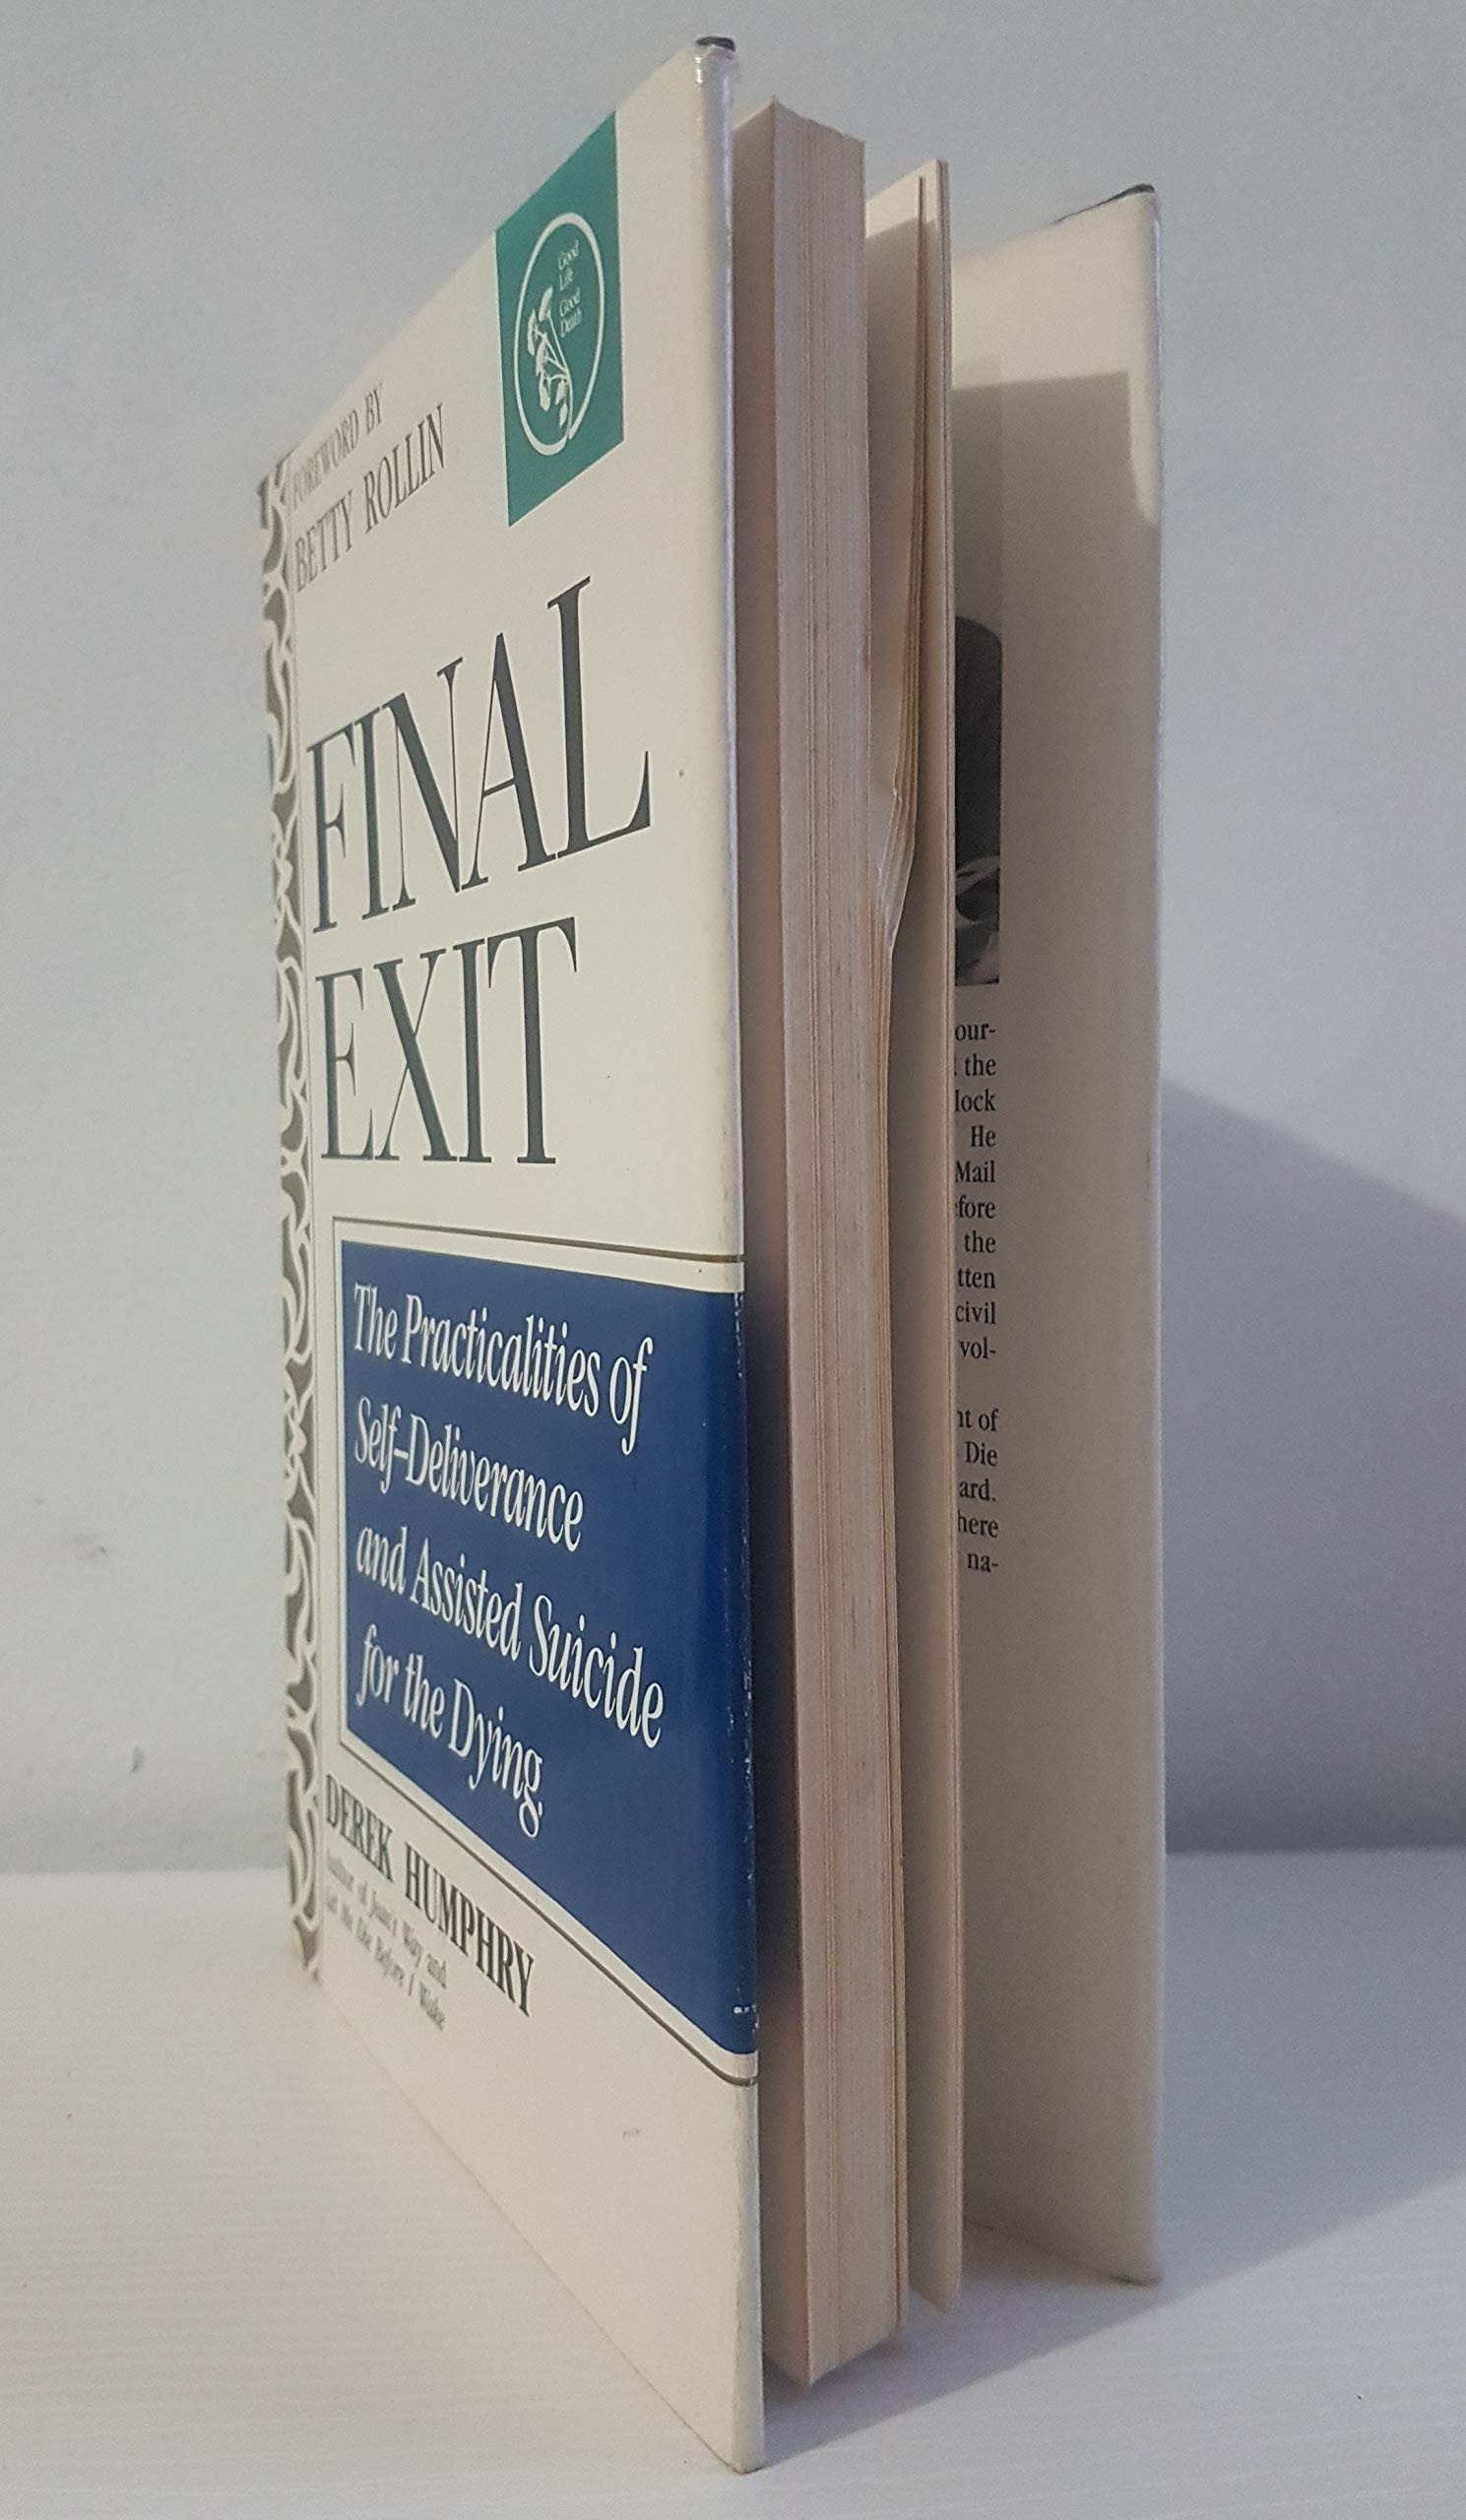 FOREWORD BY
BETTY ROLLIN
Good
Life
Good
Death
FINAL
EXIT
The Practicalities of
Self-Deliverance
and Assisted Suicide
for the Dying
DEREK HUMPHRY
Author of Jean's Way and
Let Me Die Before I Wake
our-
the
lock
He
Mail
efore
the
tten
civil
vol-
nt of
Die
ard.
here
na-